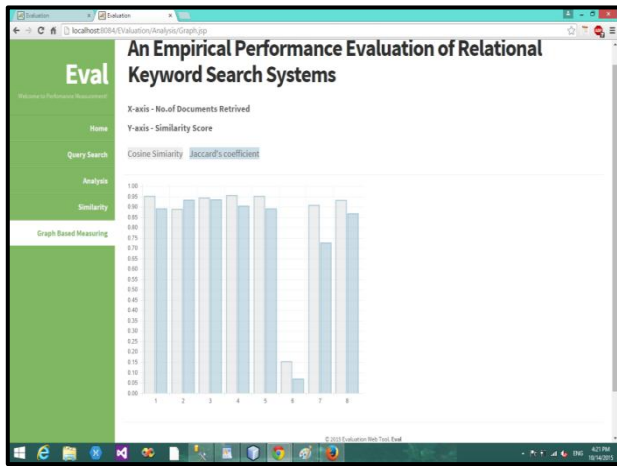 Evaluation
Evaluation
localhost:8084/EValuation/Analysis/Graph.jsp
Eval
Welcome to Performance Measurement!
Home
Query Search
Analysis
Similarity
Graph Based Measuring
An Empirical Performance Evaluation of Relational
Keyword Search Systems
X-axis - No.of Documents Retrived
Y-axis - Similarity Score
Cosine Simiarity Jaccard's coefficient
1.00
0.95
0.90
0.85
0.80
0.75
0.70
0.65
0.60
0.55
0.50
0.45
0.40
0.35
0.30
0.25
0.20
0.15
0.10
0.05
0.00
1 2 3 4 5 6 7 8
© 2015 Evaluation Web Tool. Eval
ENG
4:21 PM
10/14/2015